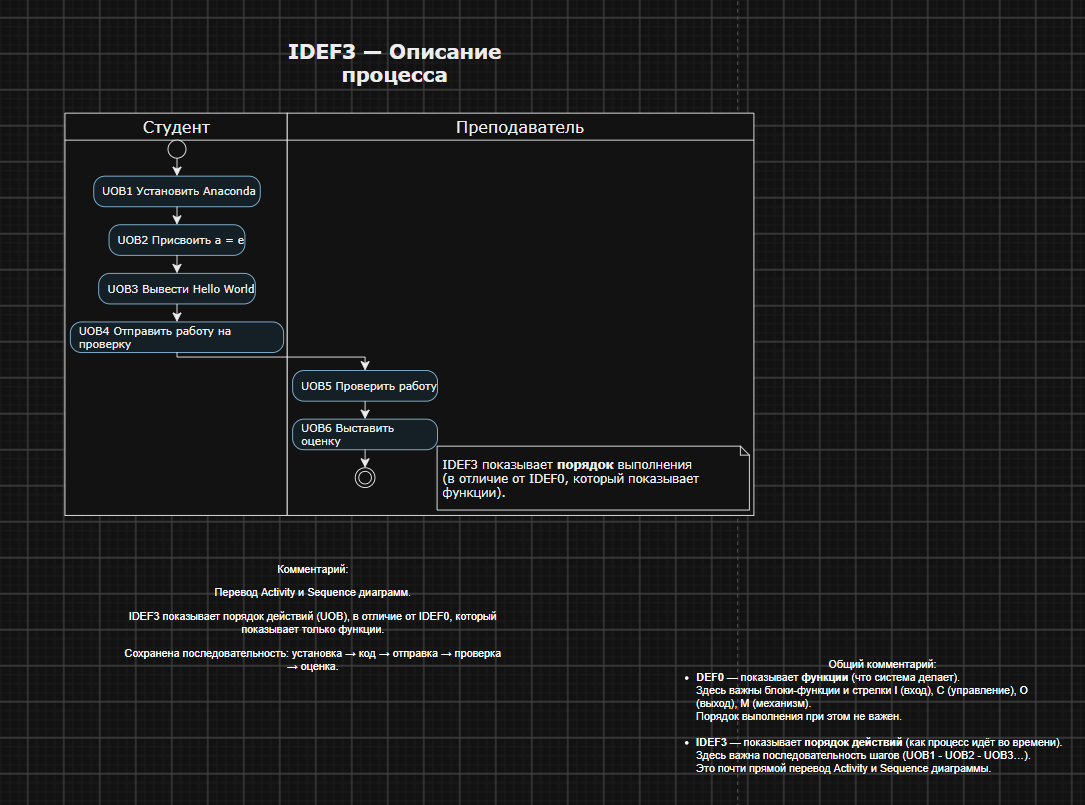 IDEF3 — Описание
процесса
Студент
Преподаватель
UOB1 Установить Anaconda
UOB2 Присвоить a = e
UOB3 Вывести Hello World
UOB4 Отправить работу на
проверку
UOB5 Проверить работу
UOB6 Выставить
оценку
IDEF3 показывает порядок выполнения
(в отличие от IDEF0, который показывает
функции).
Комментарий:
Перевод Activity и Sequence диаграмм.
IDEF3 показывает порядок действий (UOB), в отличие от IDEF0, который
показывает только функции.
Сохранена последовательность: установка → код → отправка → проверка
→ оценка.
Общий комментарий:
• DEF0 — показывает функции (что система делает).
Здесь важны блоки-функции и стрелки I (вход), C (управление), O
(выход), M (механизм).
Порядок выполнения при этом не важен.
• IDEF3 — показывает порядок действий (как процесс идёт во времени).
Здесь важна последовательность шагов (UOB1 - UOB2 - UOB3…).
Это почти прямой перевод Activity и Sequence диаграммы.